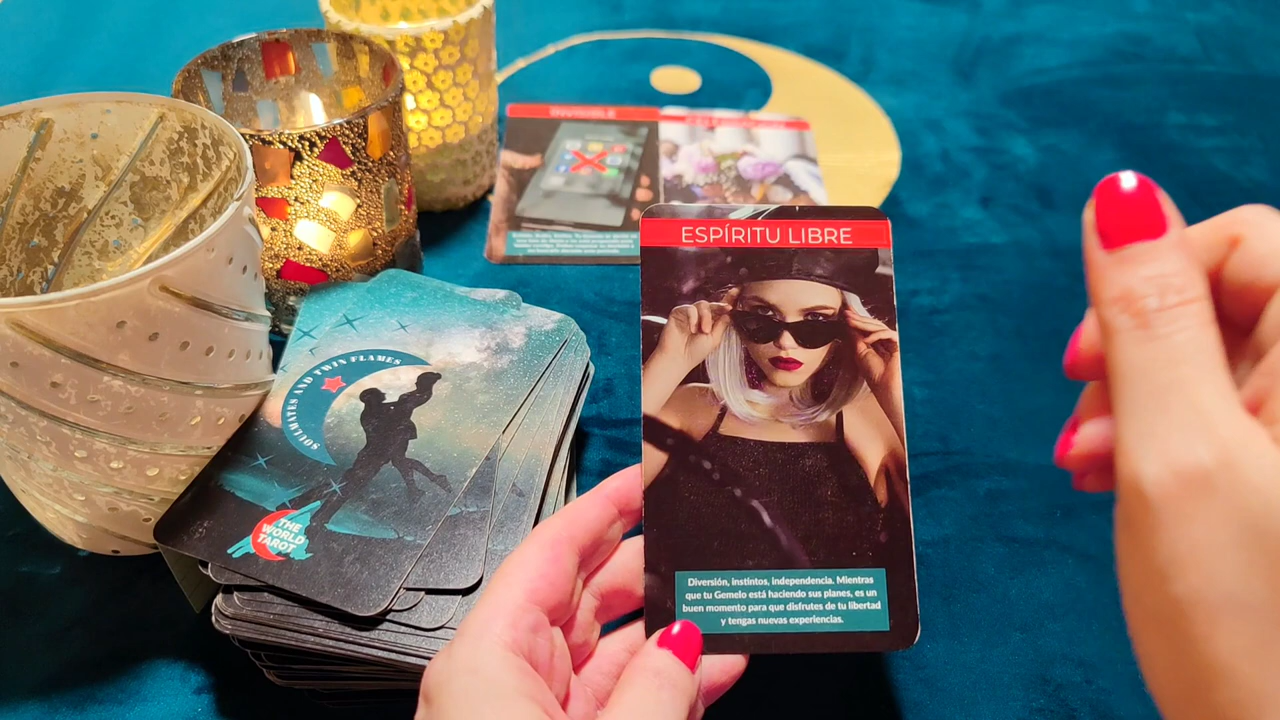 INVISIBLE
ESPÍRITU LIBRE
SOULMATES AND TWIN FLAMES
THE
WORLD
TAROT
Diversión, instintos, independencia. Mientras
que tu Gemelo está haciendo sus planes, es un
buen momento para que disfrutes de tu libertad
y tengas nuevas experiencias.